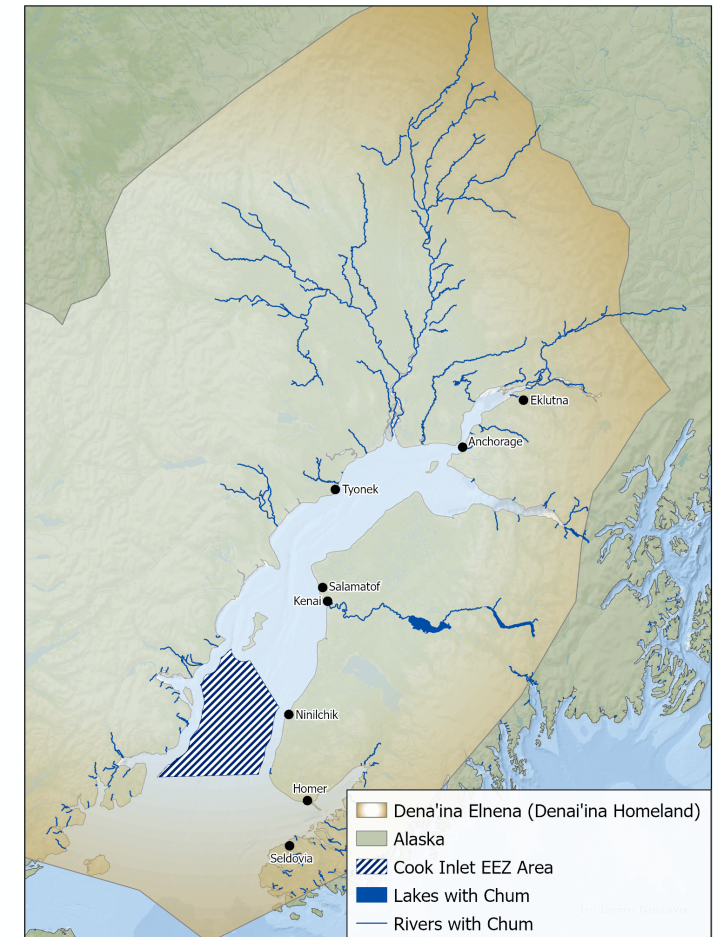 Eklutna
Anchorage
Tyonek
Salamatof
Kenai
Ninilchik
Homer
Seldovia
Dena'ina Elnena (Denai'ina Homeland)
Alaska
Cook Inlet EEZ Area
Lakes with Chum
Rivers with Chum